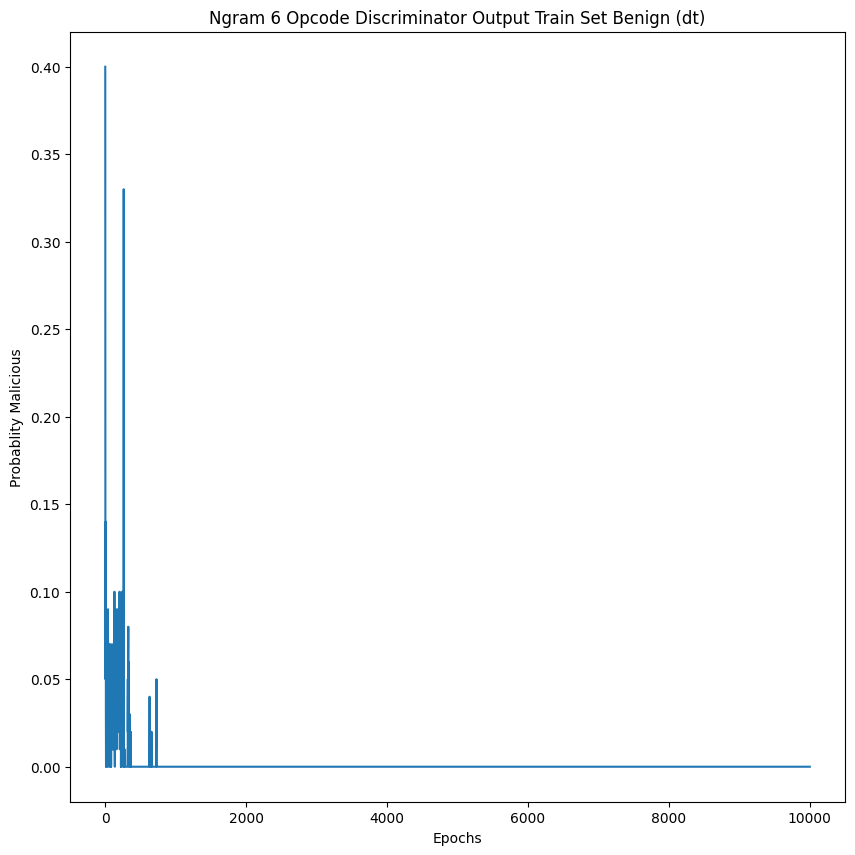 Ngram 6 Opcode Discriminator Output Train Set Benign (dt)
0.40
0.35
0.30
0.25
0.20
0.15
0.10
0.05
0.00
Probablity Malicious
0 2000 4000 6000 8000 10000
Epochs